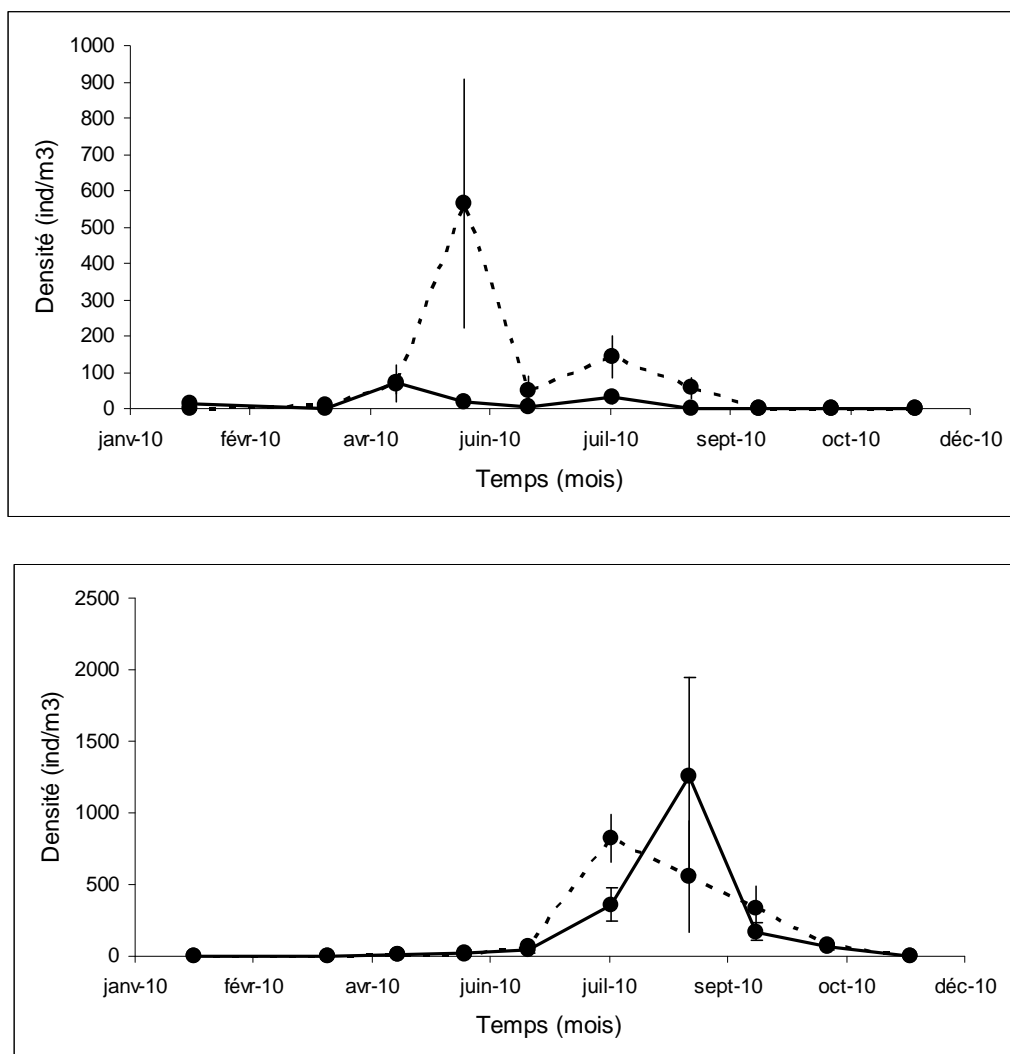 1000
900
800
700
600
500
400
300
200
100
0
Densité (ind/m3)
janv-10 févr-10 avr-10 juin-10 juil-10 sept-10 oct-10 déc-10
Temps (mois)
2500
2000
1500
1000
500
0
Densité (ind/m3)
janv-10 févr-10 avr-10 juin-10 juil-10 sept-10 oct-10 déc-10
Temps (mois)